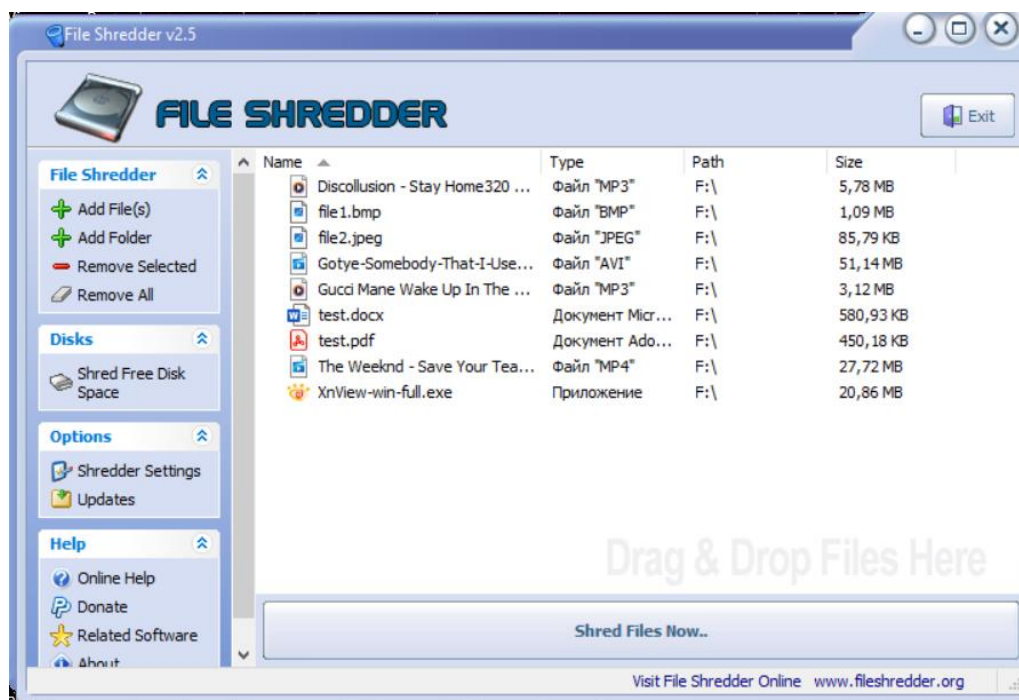 File Shredder v2.5
FILE SHREDDER
Exit
File Shredder
Add File(s)
Add Folder
Remove Selected
Remove All
Disks
Shred Free Disk
Space
Options
Shredder Settings
Updates
Help
Online Help
Donate
Related Software
About
Name Type Path Size
Discollusion - Stay Home320 ... Файл "MP3" F:\ 5,78 MB
file1.bmp Файл "BMP" F:\ 1,09 MB
file2.jpeg Файл "JPEG" F:\ 85,79 KB
Gotye-Somebody-That-I-Use... Файл "AVI" F:\ 51,14 MB
Gucci Mane Wake Up In The ... Файл "MP3" F:\ 3,12 MB
test.docx Документ Micr... F:\ 580,93 KB
test.pdf Документ Ado... F:\ 450,18 KB
The Weeknd - Save Your Tea... Файл "MP4" F:\ 27,72 MB
XnView-win-full.exe Приложение F:\ 20,86 MB
Drag & Drop Files Here
Shred Files Now..
Visit File Shredder Online www.fileshredder.org